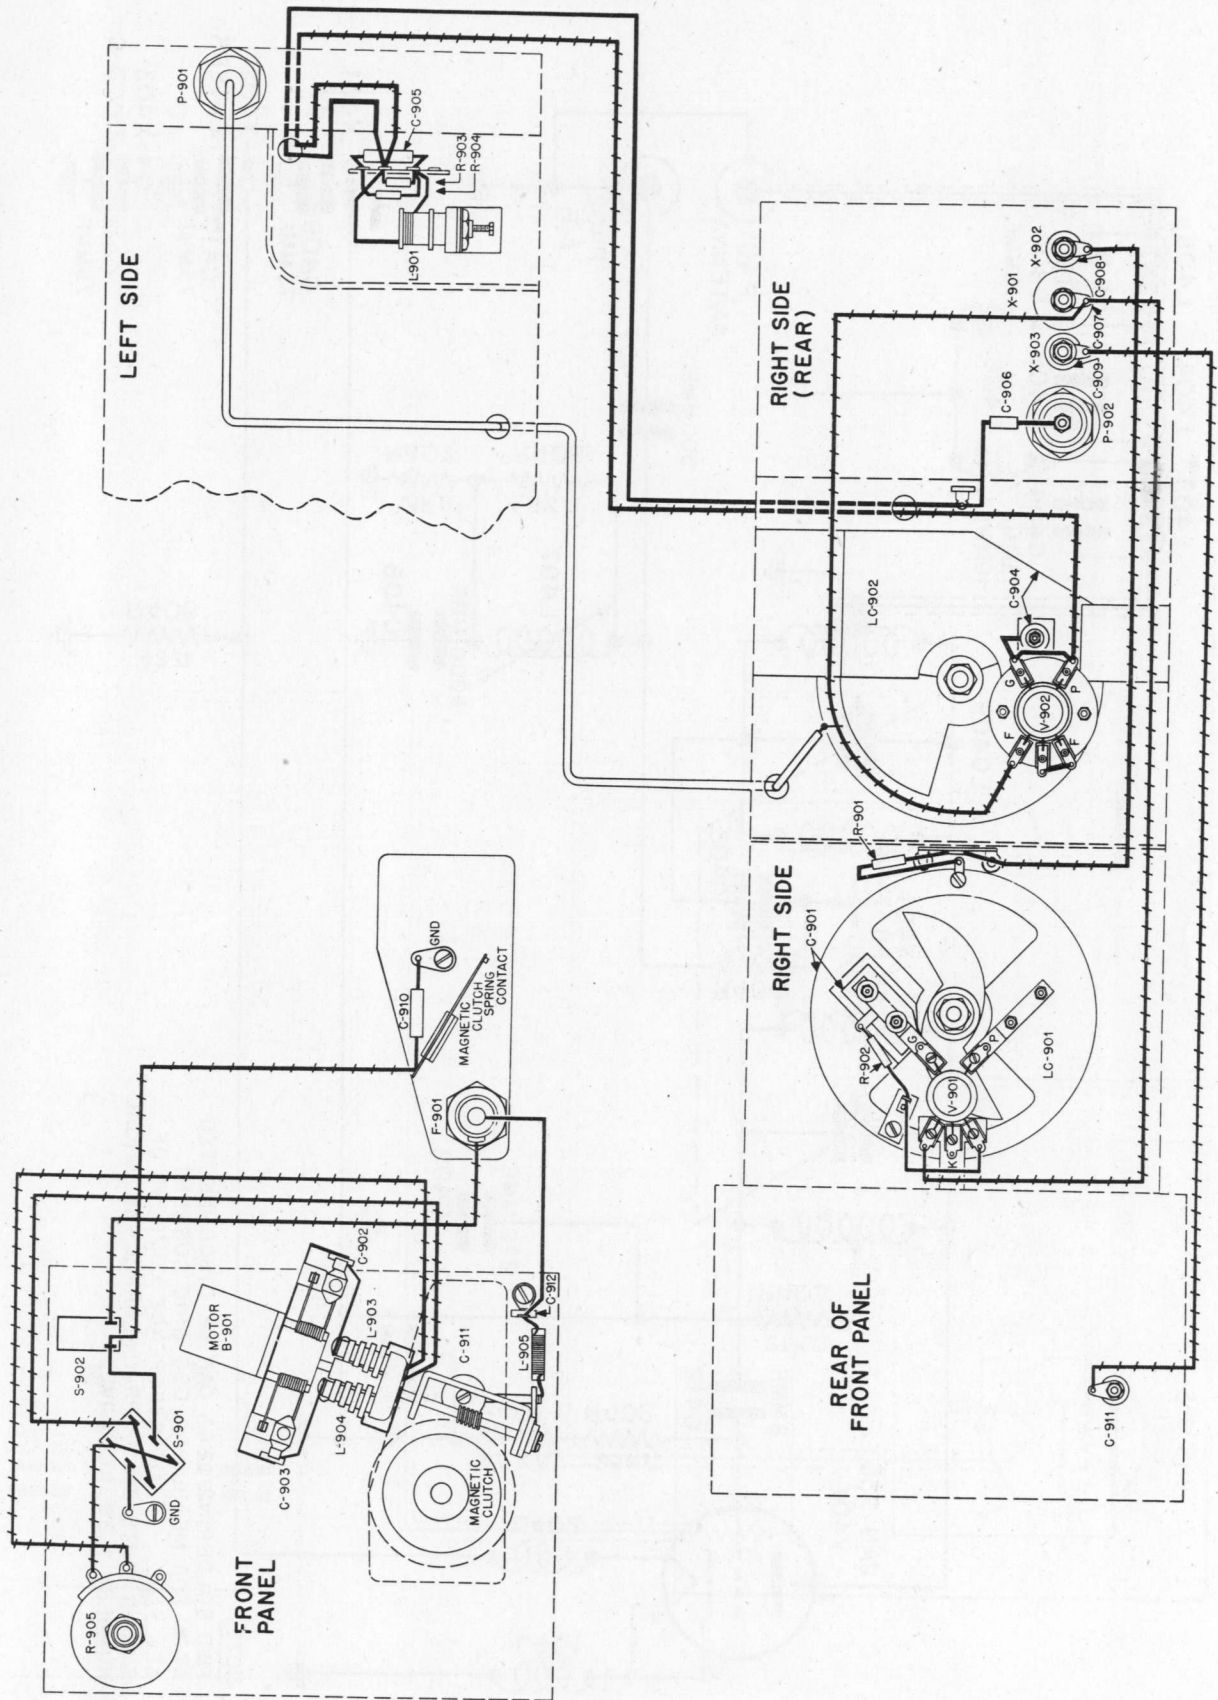 P-901
C-905
R-903
R-904
L-901
LEFT SIDE
X-902
C-908
X-901
C-907
X-903
C-909
C-906
P-902
RIGHT SIDE
(REAR)
LC-902
C-904
G
P
V-902
F
F
R-901
RIGHT SIDE
C-901
R-902
G
P
V-901
K
LC-901
GND
C-910
MAGNETIC
CLUTCH
SPRING
CONTACT
F-901
C-902
MOTOR
B-901
L-903
C-911
C-912
L-905
S-902
S-901
L-904
C-903
GND
MAGNETIC
CLUTCH
R-905
FRONT
PANEL
REAR OF
FRONT PANEL
C-911